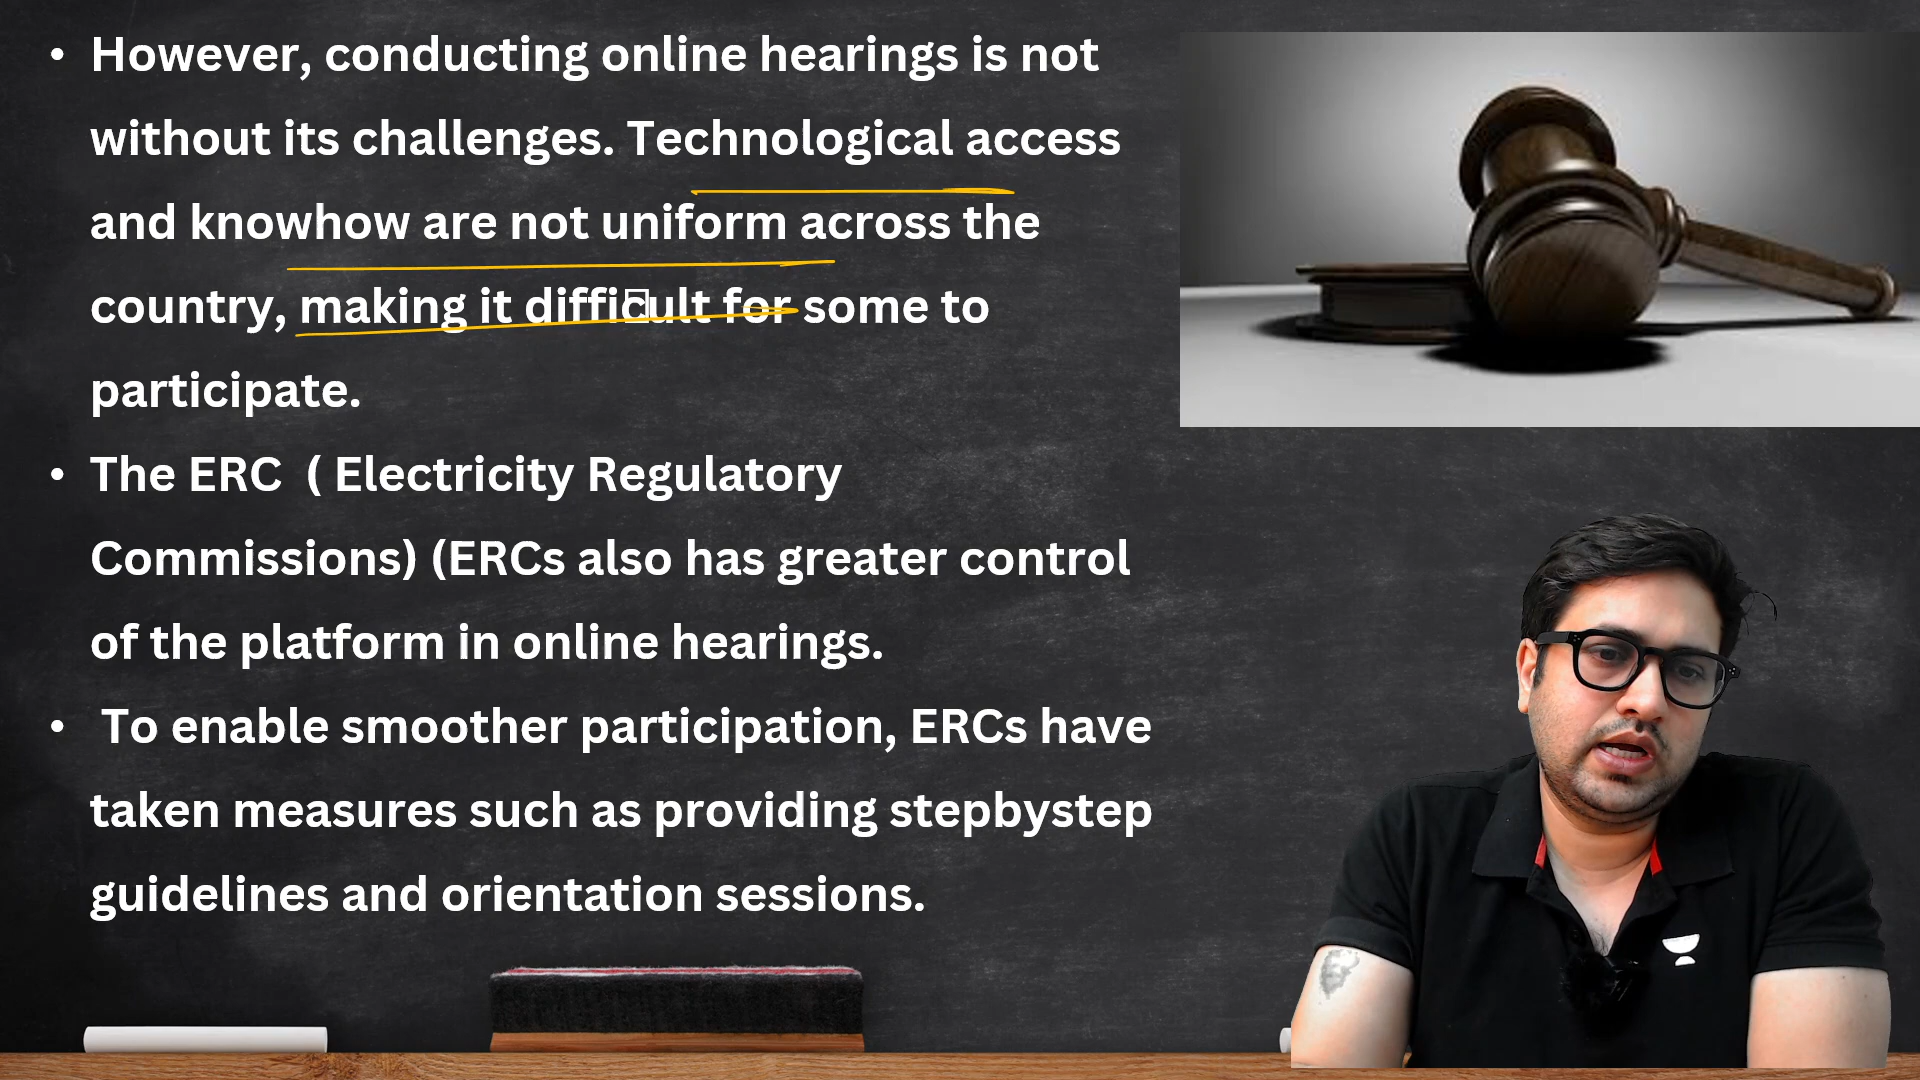 • However, conducting online hearings is not
without its challenges. Technological access
and knowhow are not uniform across the
country, making it difficult for some to
participate.
• The ERC ( Electricity Regulatory
Commissions) (ERCs also has greater control
of the platform in online hearings.
• To enable smoother participation, ERCs have
taken measures such as providing stepbystep
guidelines and orientation sessions.